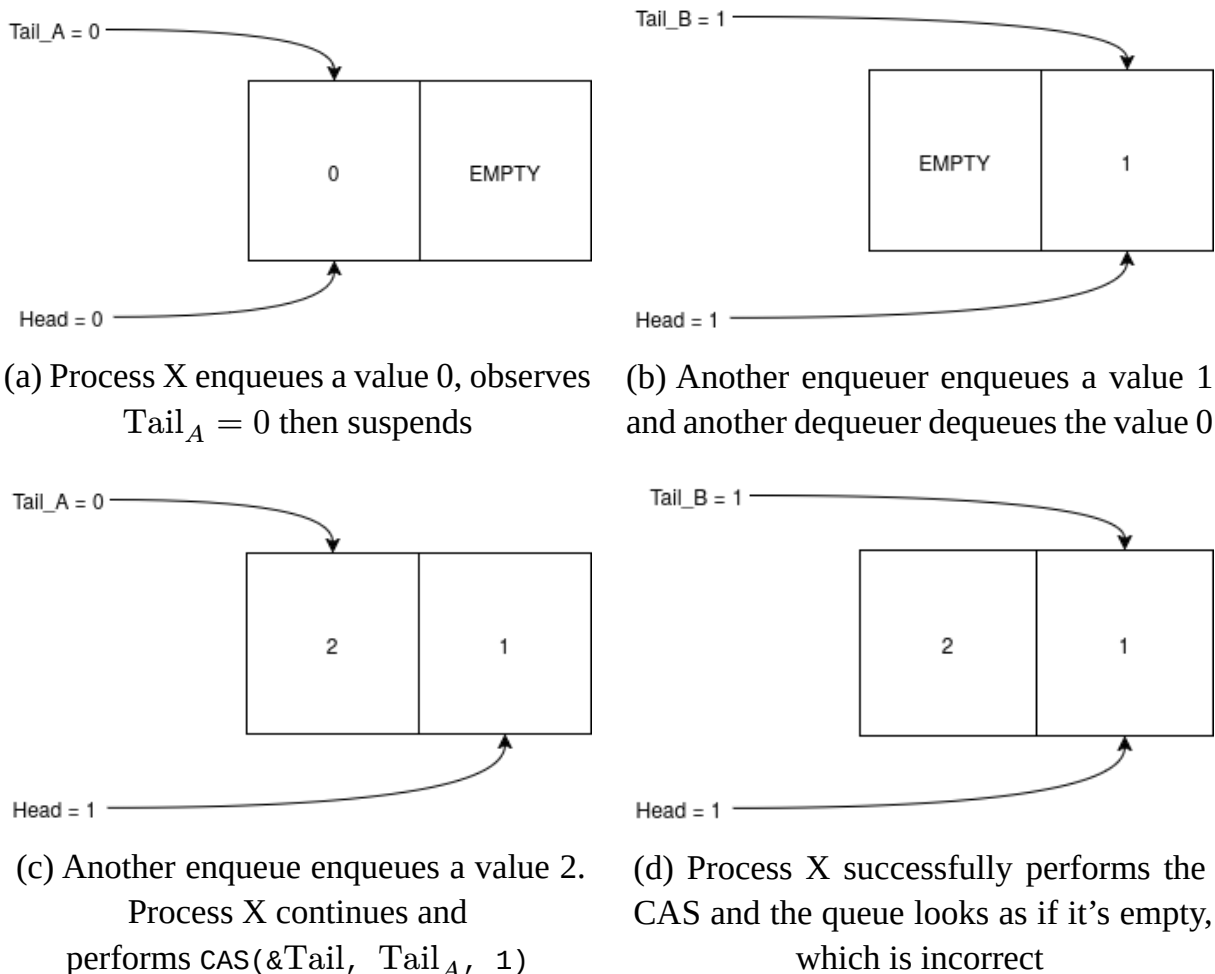 Tail_A = 0
0
EMPTY
Head = 0
(a) Process X enqueues a value 0, observes
Tail_A = 0 then suspends
Tail_B = 1
EMPTY
1
Head = 1
(b) Another enqueuer enqueues a value 1
and another dequeuer dequeues the value 0
Tail_A = 0
2
1
Head = 1
(c) Another enqueue enqueues a value 2.
Process X continues and
performs CAS(&Tail, Tail_A, 1)
Tail_B = 1
2
1
Head = 1
(d) Process X successfully performs the
CAS and the queue looks as if it's empty,
which is incorrect